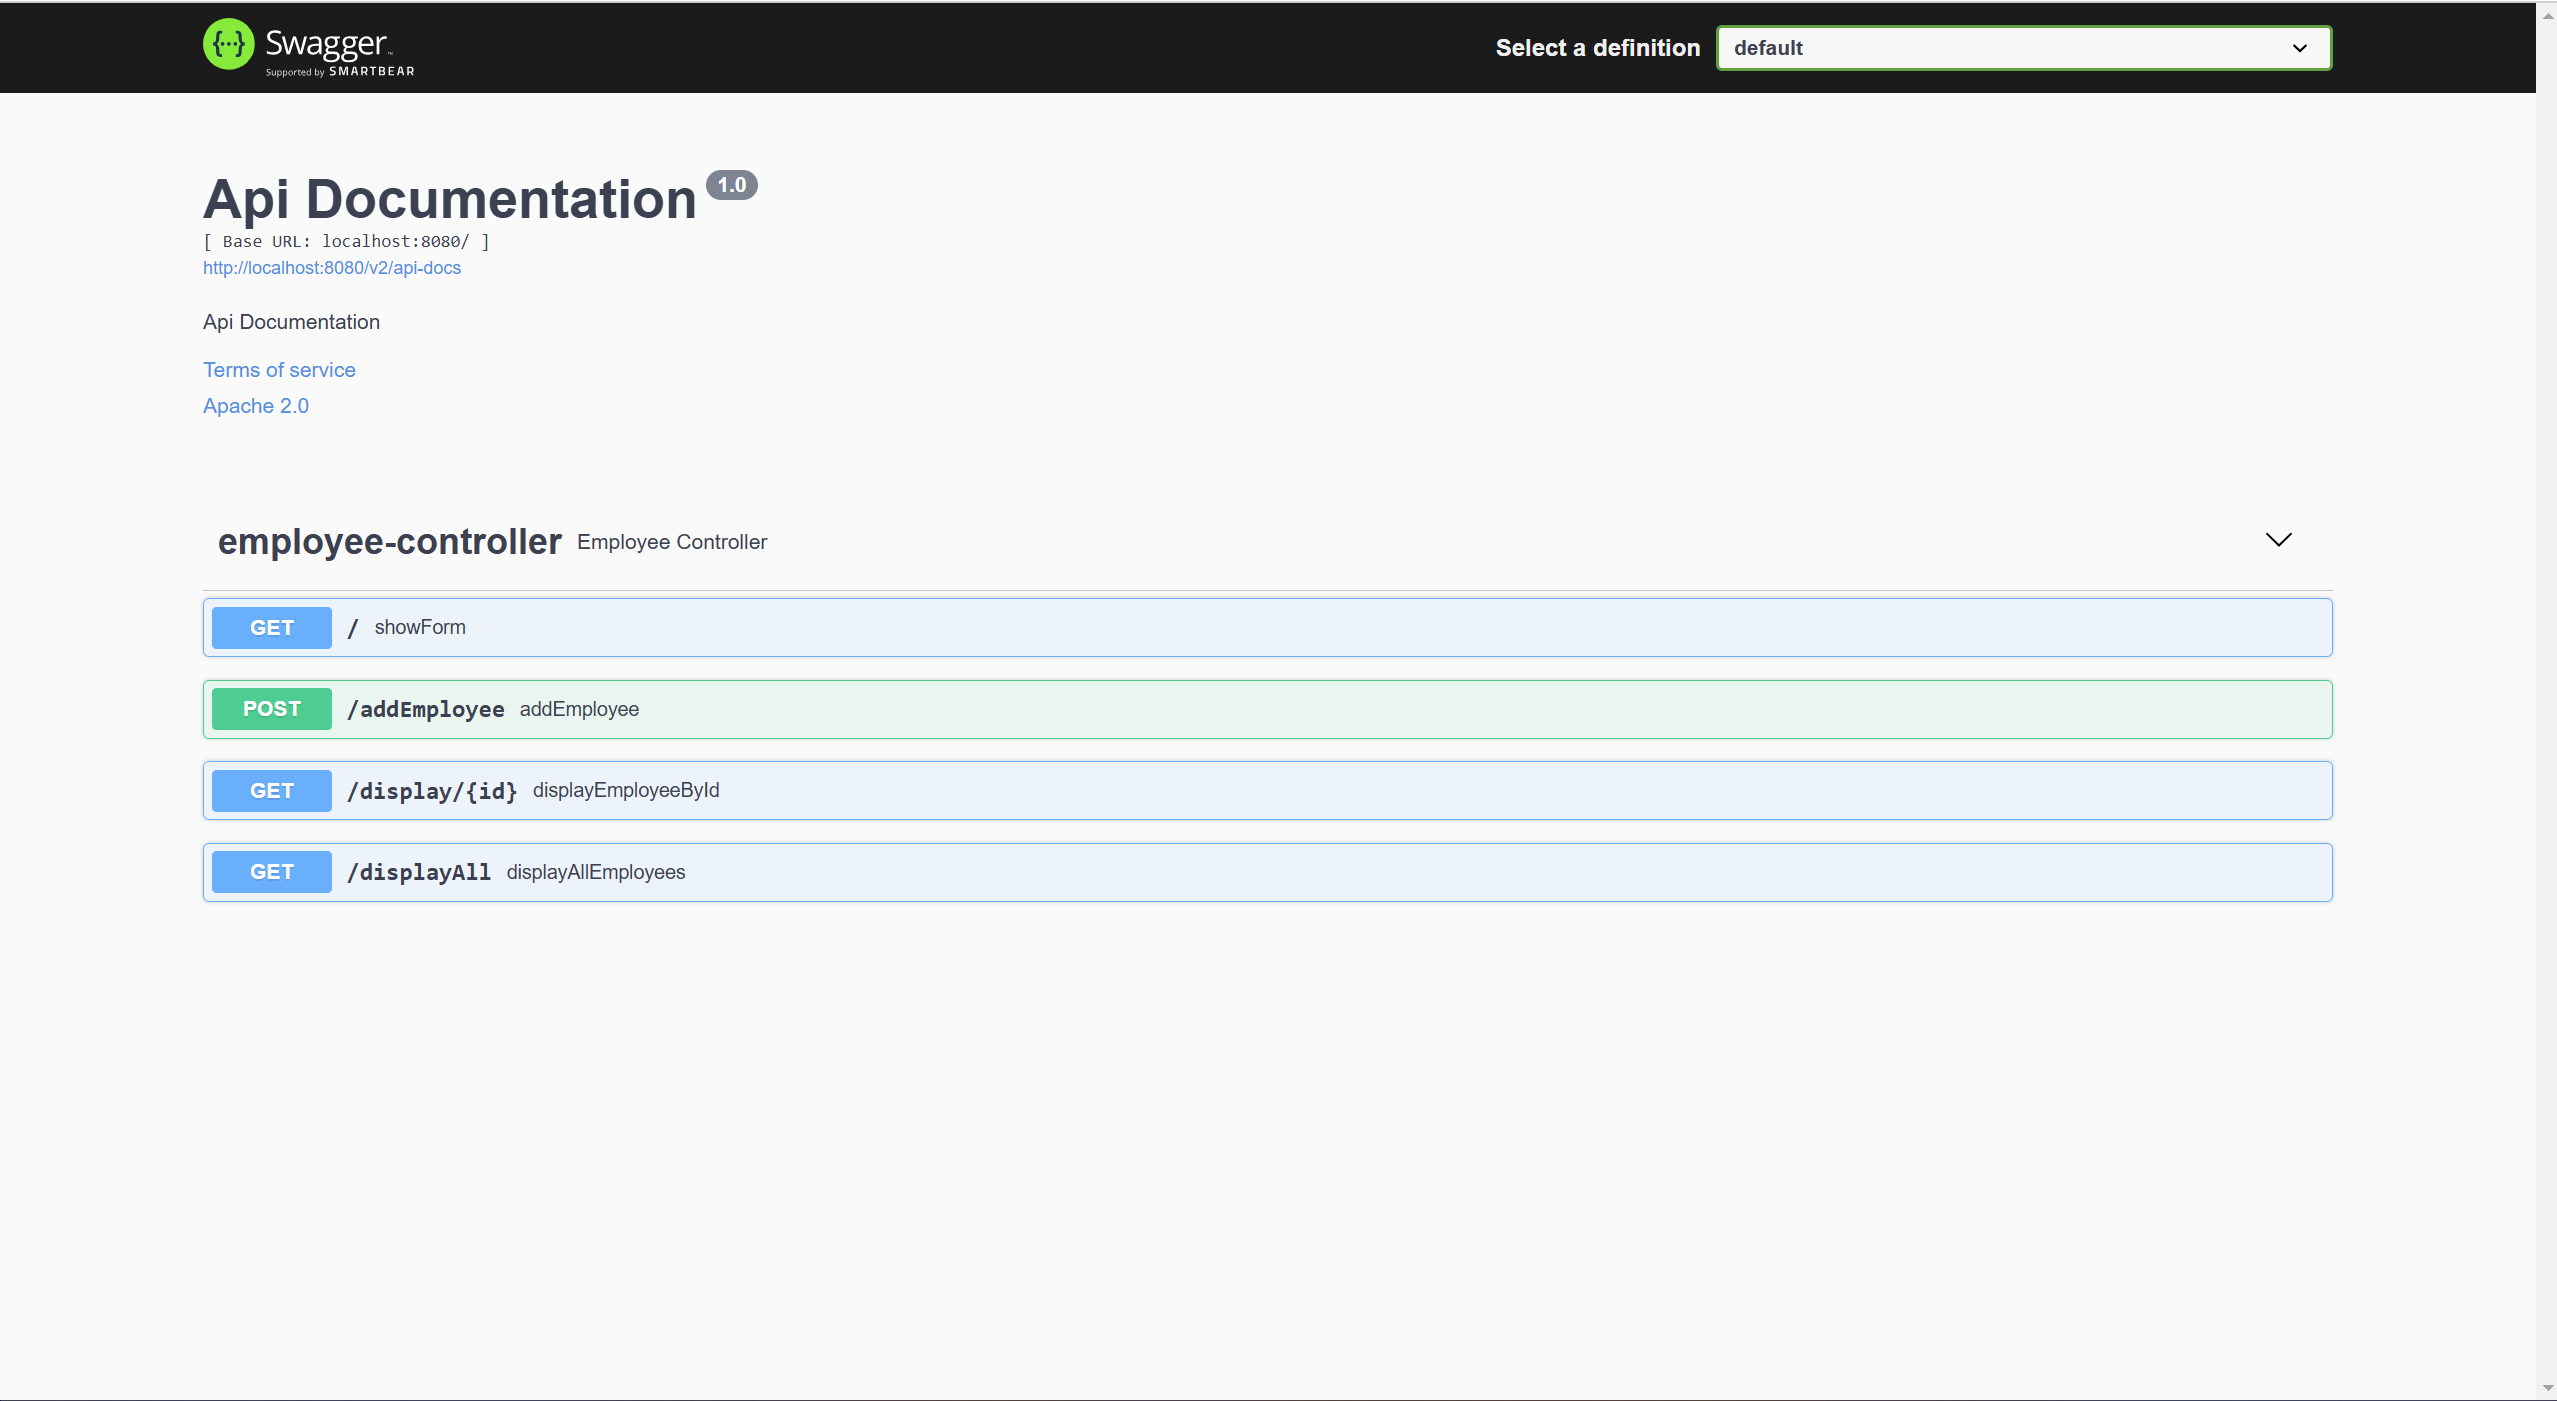 {···} Swagger™
Supported by SMARTBEAR
Select a definition default
Api Documentation 1.0
[ Base URL: localhost:8080/ ]
http://localhost:8080/v2/api-docs
Api Documentation
Terms of service
Apache 2.0
employee-controller Employee Controller
GET / showForm
POST /addEmployee addEmployee
GET /display/{id} displayEmployeeById
GET /displayAll displayAllEmployees